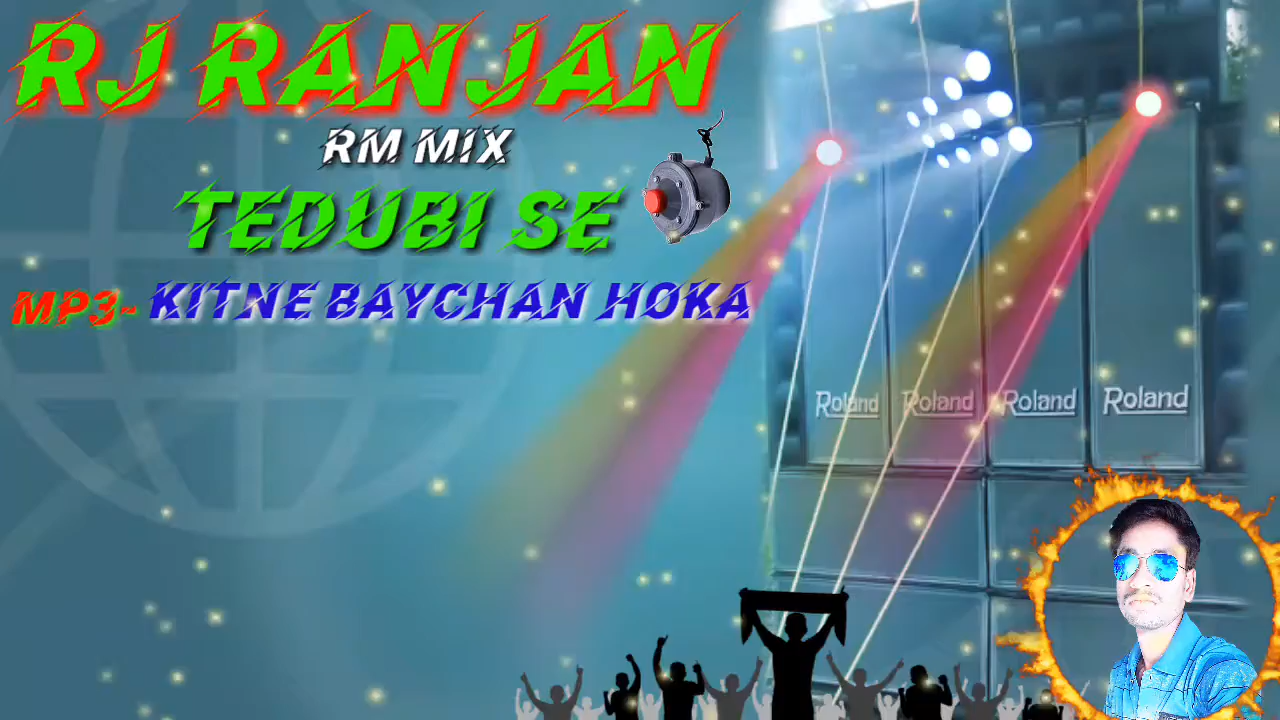 RJ RANJAN
RM MIX
TEDUBI SE
MP3- KITNE BAYCHAN HOKA
Roland Roland Roland Roland